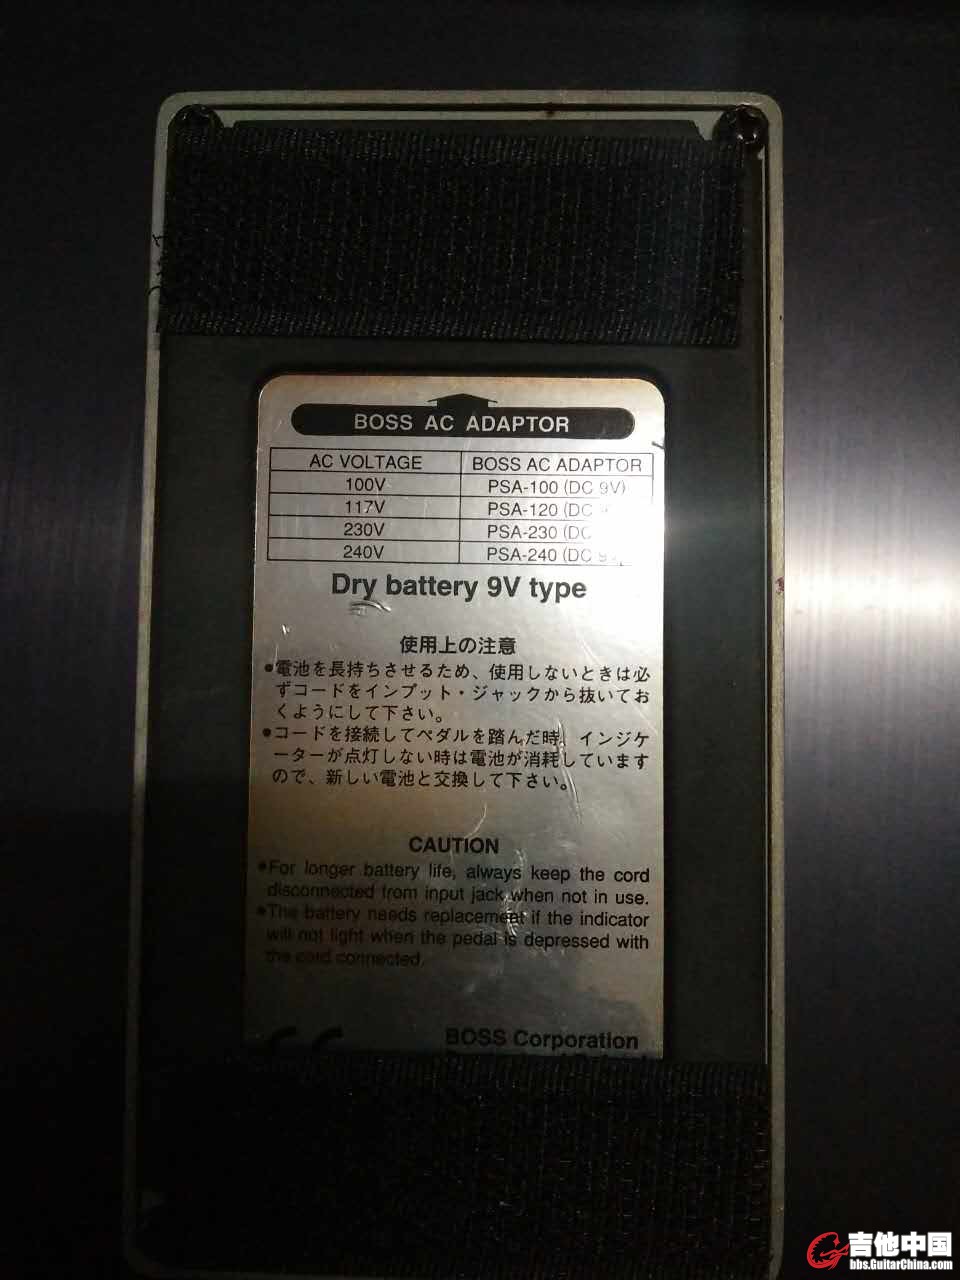 BOSS AC ADAPTOR
AC VOLTAGE BOSS AC ADAPTOR
100V PSA-100 (DC 9V)
117V PSA-120 (DC
230V PSA-230 (DC
240V PSA-240 (DC 9
Dry battery 9V type
使用上の注意
●電池を長持ちさせるため、使用しないときは必
ずコードをインプット・ジャックから抜いてお
くようにして下さい。
●コードを接続してペダルを踏んだ時、インジケ
ーターが点灯しない時は電池が消耗しています
ので、新しい電池と交換して下さい。
CAUTION
●For longer battery life, always keep the cord
disconnected from input jack when not in use.
●The battery needs replacement if the indicator
will not light when the pedal is depressed with
the cord connected.
CE
BOSS Corporation
吉他中国
bbs.GuitarChina.com